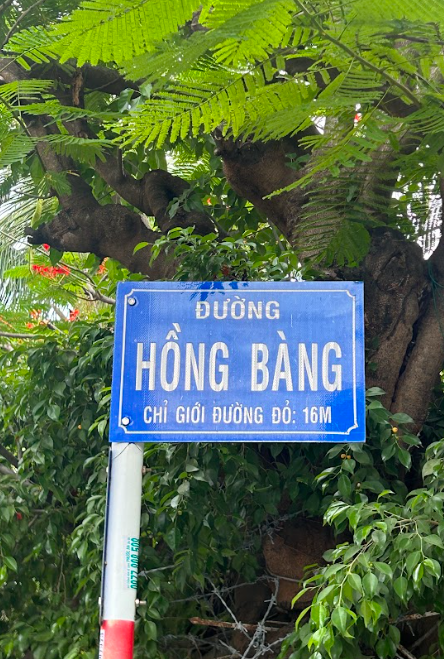 ĐƯỜNG
HỒNG BÀNG
CHỈ GIỚI ĐƯỜNG ĐỎ: 16M